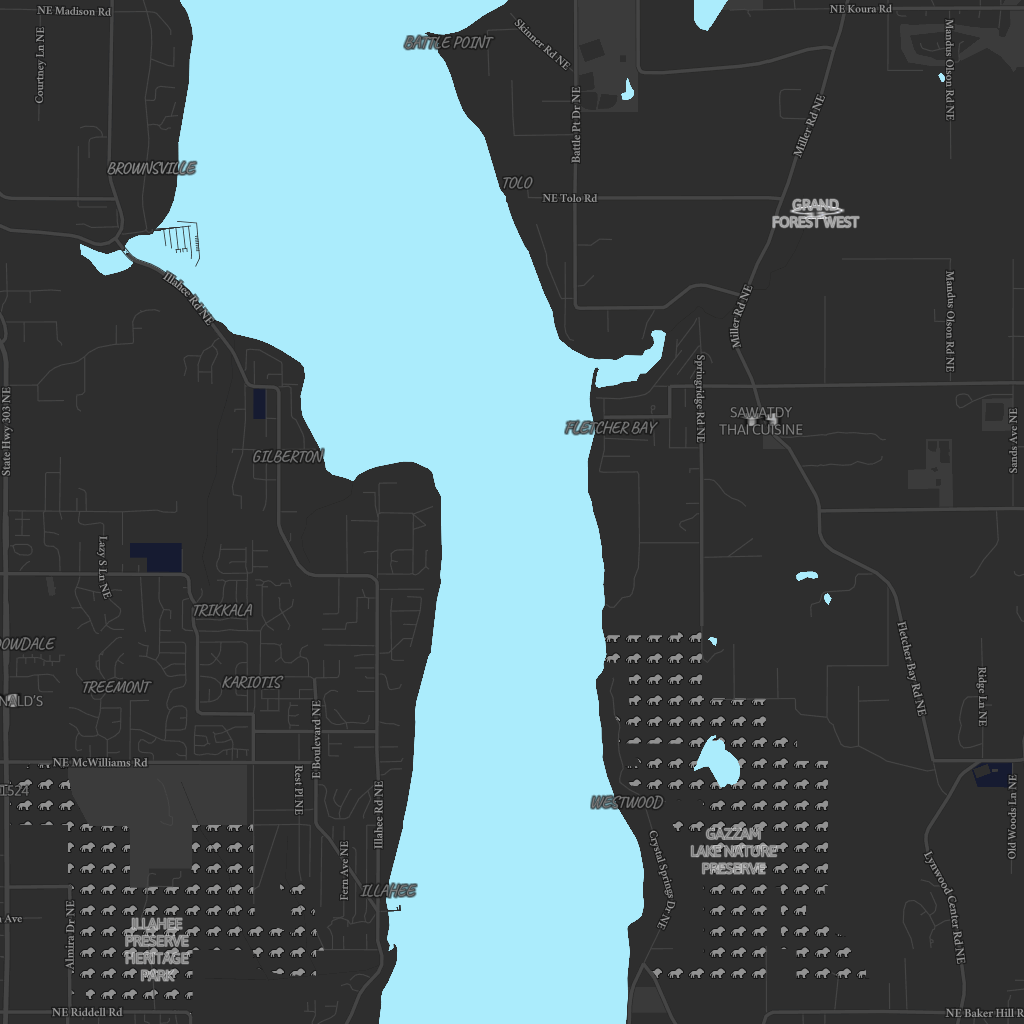 NE Madison Rd
NE Koura Rd
Courtney Ln NE
Skinner Rd NE
Mandus Olson Rd NE
BATTLE POINT
Battle Pt Dr NE
Miller Rd NE
BROWNSVILLE
TOLO
NE Tolo Rd
GRAND
FOREST WEST
Illahee Rd NE
Miller Rd NE
Mandus Olson Rd NE
State Hwy 303 NE
Springridge Rd NE
SAWATDY
THAI CUISINE
Sands Ave NE
FLETCHER BAY
GILBERTON
Lazy S Ln NE
TRIKKALA
OWDALE
Fletcher Bay Rd NE
TREEMONT
KARIOTIS
Ridge Ln NE
NALD'S
E Boulevard NE
NE McWilliams Rd
Rest Pl NE
1524
Illahee Rd NE
WESTWOOD
Old Woods Ln NE
GAZZAM
LAKE NATURE
PRESERVE
Crystal Springs Dr NE
Fern Ave NE
ILLAHEE
Lynwood Center Rd NE
Ave
Almira Dr NE
ILLAHEE
PRESERVE
HERITAGE
PARK
NE Riddell Rd
NE Baker Hill R